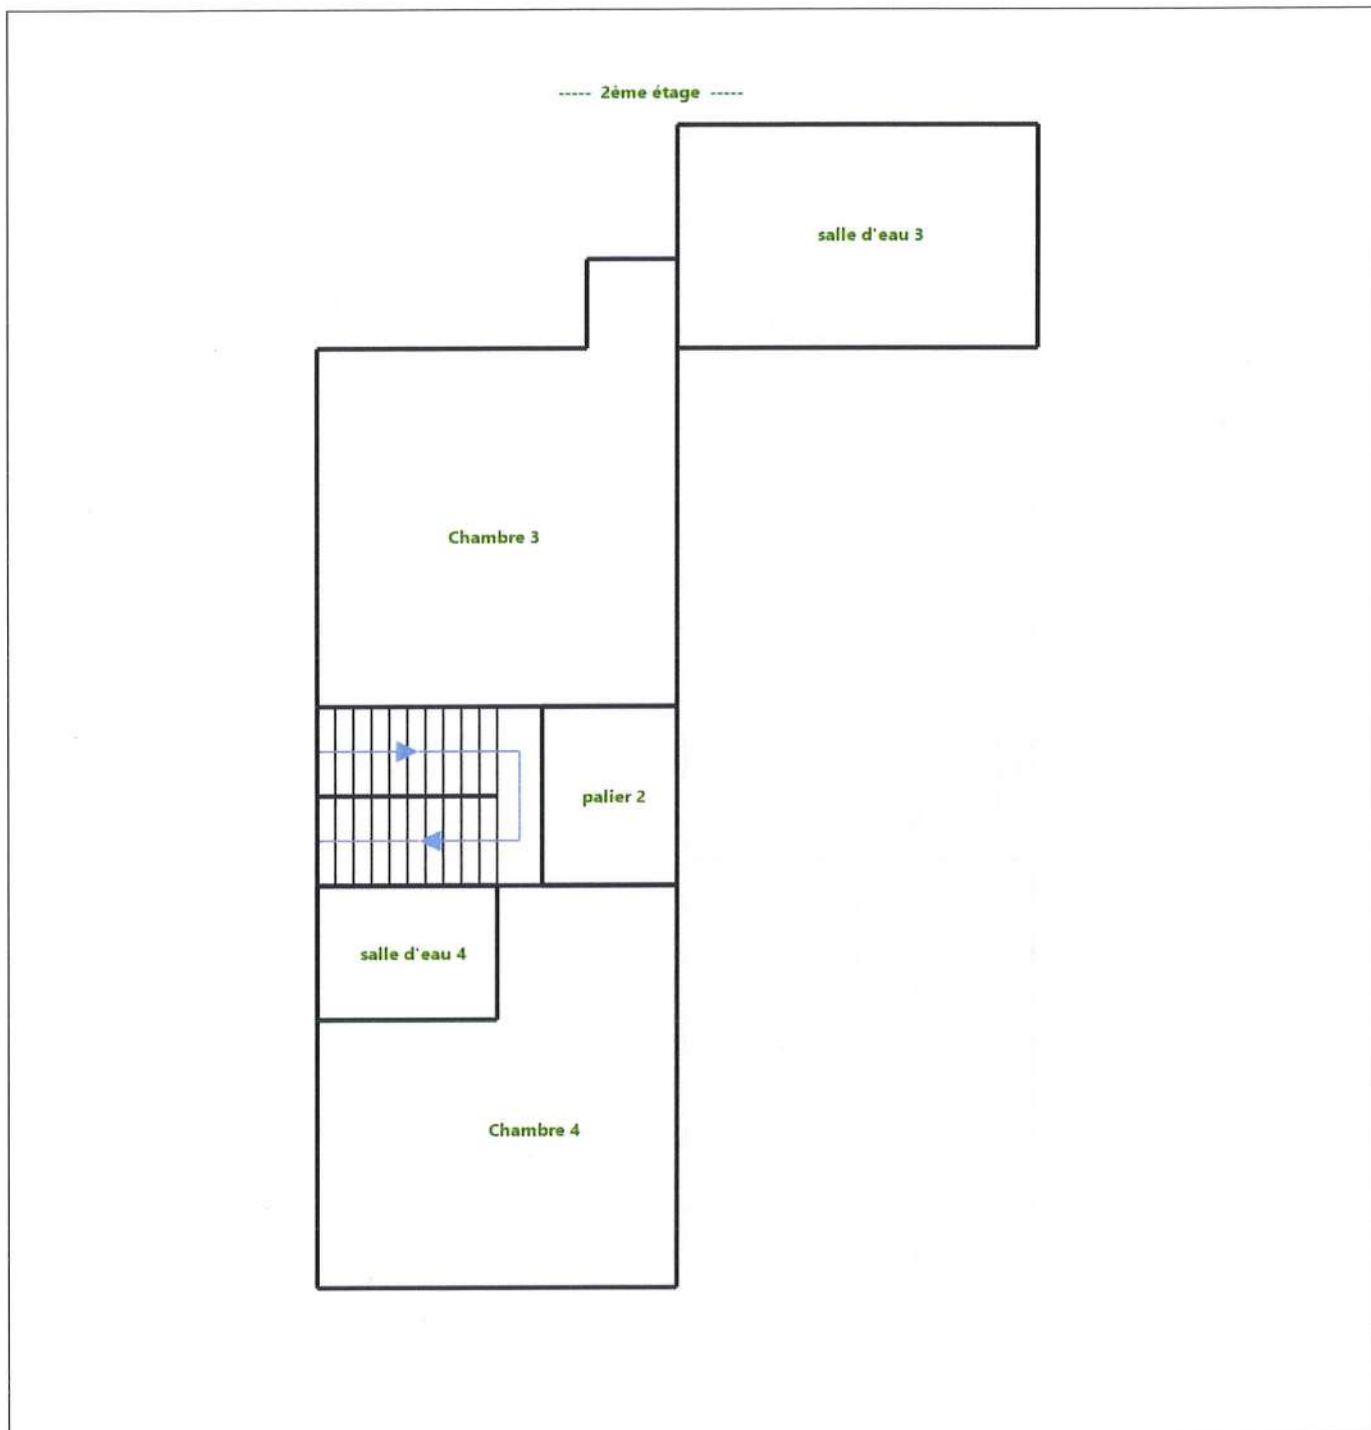 ----- 2ème étage -----
salle d'eau 3
Chambre 3
palier 2
salle d'eau 4
Chambre 4